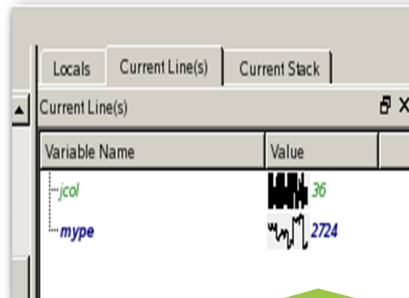 Locals Current Line(s) Current Stack
Current Line(s)
Variable Name Value
jcol 36
mype 2724